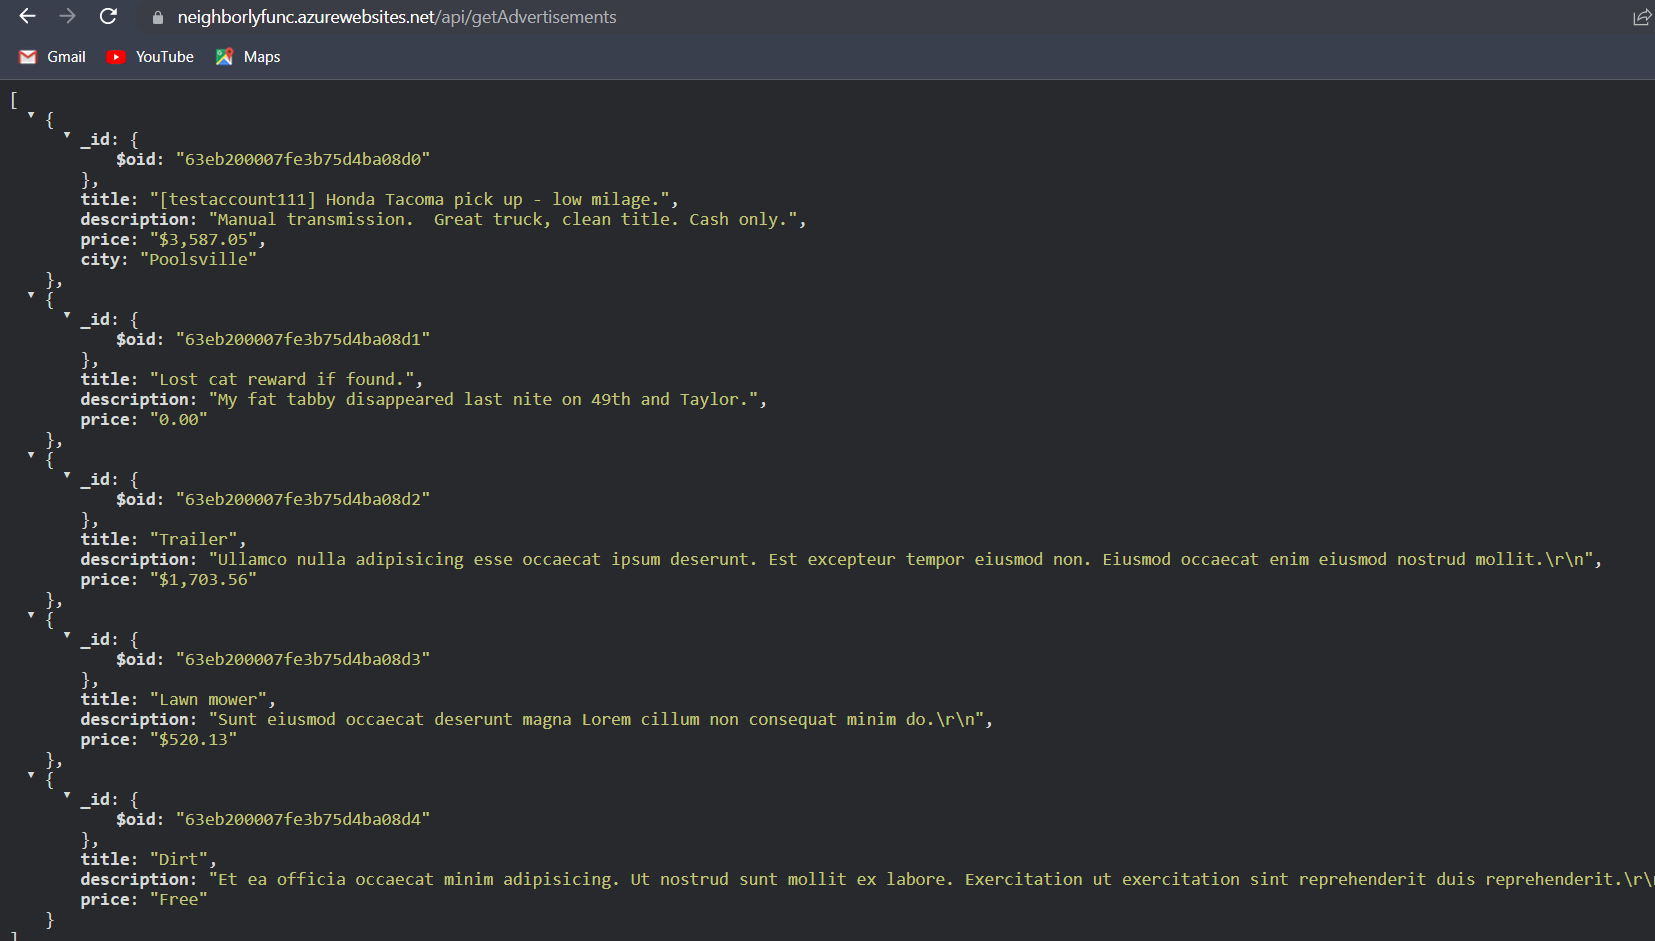 neighborlyfunc.azurewebsites.net/api/getAdvertisements
Gmail YouTube Maps
[
{
_id: {
$oid: "63eb200007fe3b75d4ba08d0"
},
title: "[testaccount111] Honda Tacoma pick up - low milage.",
description: "Manual transmission.  Great truck, clean title. Cash only.",
price: "$3,587.05",
city: "Poolsville"
},
{
_id: {
$oid: "63eb200007fe3b75d4ba08d1"
},
title: "Lost cat reward if found.",
description: "My fat tabby disappeared last nite on 49th and Taylor.",
price: "0.00"
},
{
_id: {
$oid: "63eb200007fe3b75d4ba08d2"
},
title: "Trailer",
description: "Ullamco nulla adipisicing esse occaecat ipsum deserunt. Est excepteur tempor eiusmod non. Eiusmod occaecat enim eiusmod nostrud mollit.\r\n",
price: "$1,703.56"
},
{
_id: {
$oid: "63eb200007fe3b75d4ba08d3"
},
title: "Lawn mower",
description: "Sunt eiusmod occaecat deserunt magna Lorem cillum non consequat minim do.\r\n",
price: "$520.13"
},
{
_id: {
$oid: "63eb200007fe3b75d4ba08d4"
},
title: "Dirt",
description: "Et ea officia occaecat minim adipisicing. Ut nostrud sunt mollit ex labore. Exercitation ut exercitation sint reprehenderit duis reprehenderit.\r\n
price: "Free"
}
]